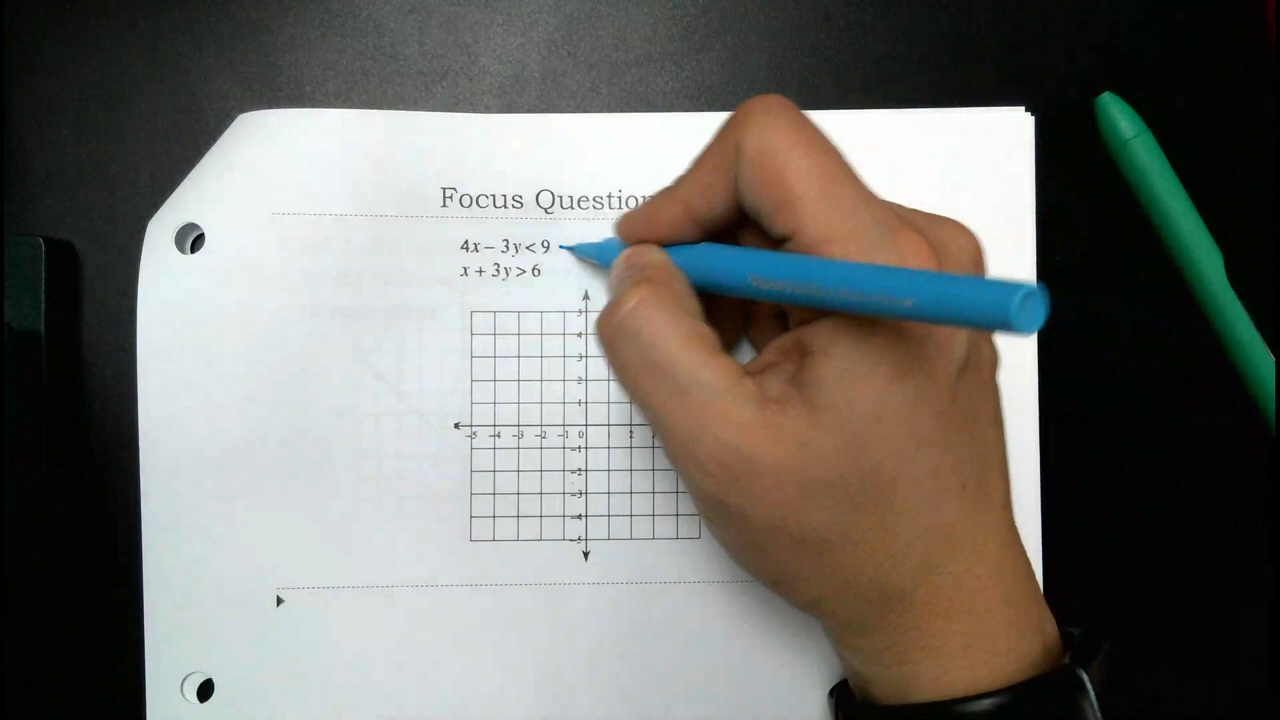 Focus Question
4x − 3y < 9
x + 3y > 6
5
4
3
2
1
−5 −4 −3 −2 −1 0 2
−1
−2
−3
−4
−5